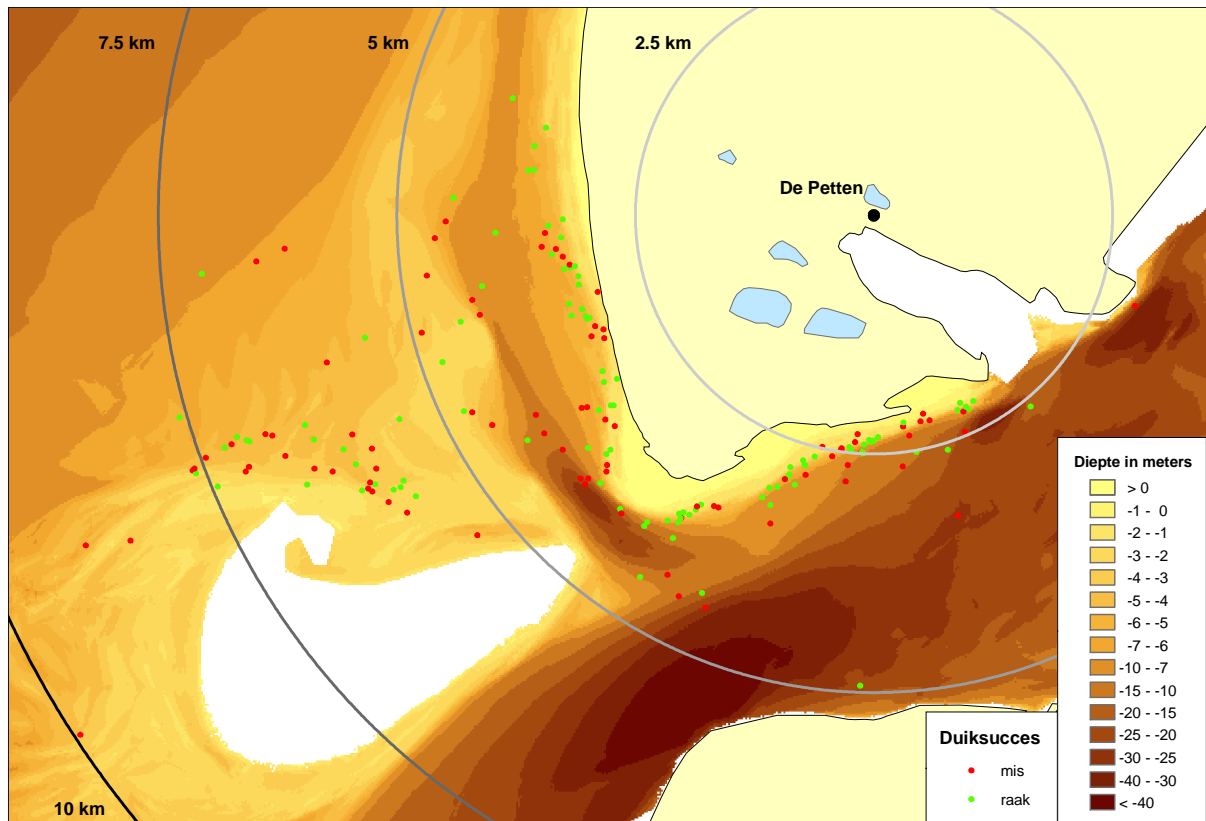 7.5 km
5 km
2.5 km
De Petten
10 km
Duiksucces
mis
raak
Diepte in meters
> 0
-1 - 0
-2 - -1
-3 - -2
-4 - -3
-5 - -4
-6 - -5
-7 - -6
-10 - -7
-15 - -10
-20 - -15
-25 - -20
-30 - -25
-40 - -30
< -40